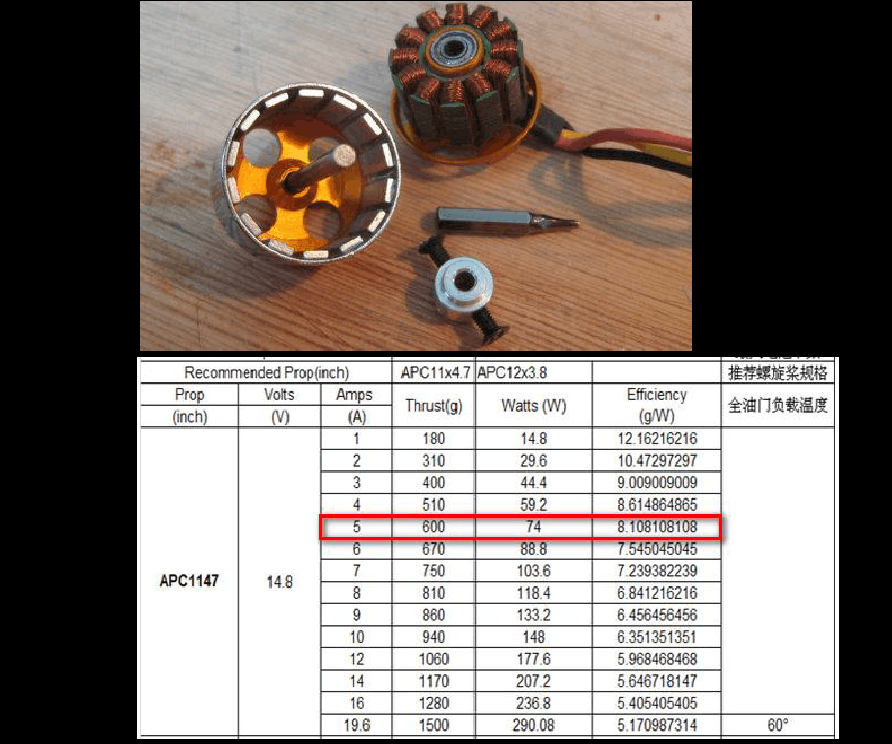 Recommended Prop(inch) APC11x4.7 APC12x3.8 推荐螺旋桨规格
Prop Volts Amps Thrust(g) Watts (W) Efficiency 全油门负载温度
(inch) (V) (A) (g/W)
1 180 14.8 12.16216216
2 310 29.6 10.47297297
3 400 44.4 9.009009009
4 510 59.2 8.614864865
5 600 74 8.108108108
6 670 88.8 7.545045045
7 750 103.6 7.239382239
APC1147 14.8
8 810 118.4 6.841216216
9 860 133.2 6.456456456
10 940 148 6.351351351
12 1060 177.6 5.968468468
14 1170 207.2 5.646718147
16 1280 236.8 5.405405405
19.6 1500 290.08 5.170987314 60°